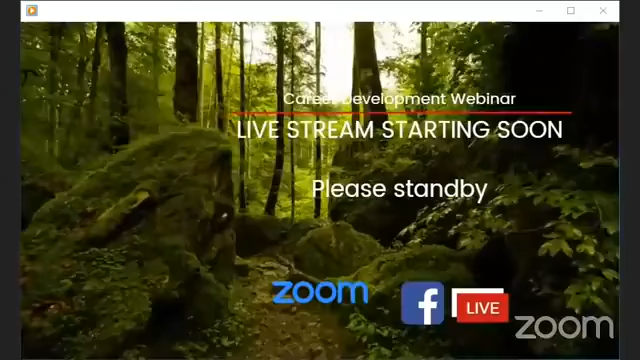 Career Development Webinar
LIVE STREAM STARTING SOON
Please standby
zoom
f LIVE
zoom